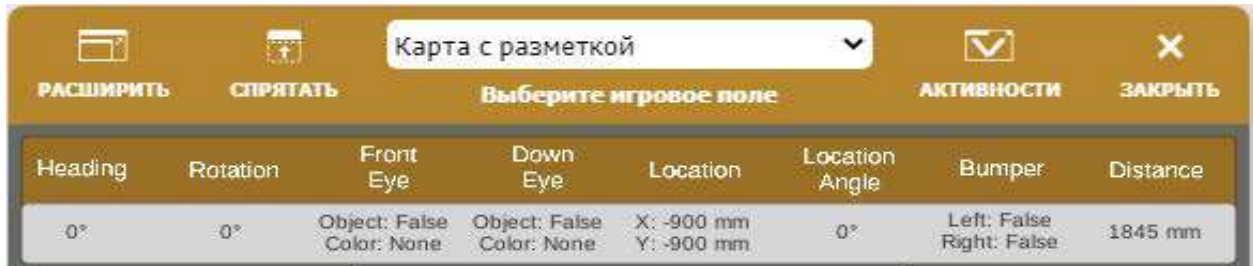 Карта с разметкой
РАСШИРИТЬ СПРЯТАТЬ Выберите игровое поле АКТИВНОСТИ ЗАКРЫТЬ
Heading Rotation Front Eye Down Eye Location Location Angle Bumper Distance
0° 0° Object: False Color: None Object: False Color: None X: -900 mm Y: -900 mm 0° Left: False Right: False 1845 mm